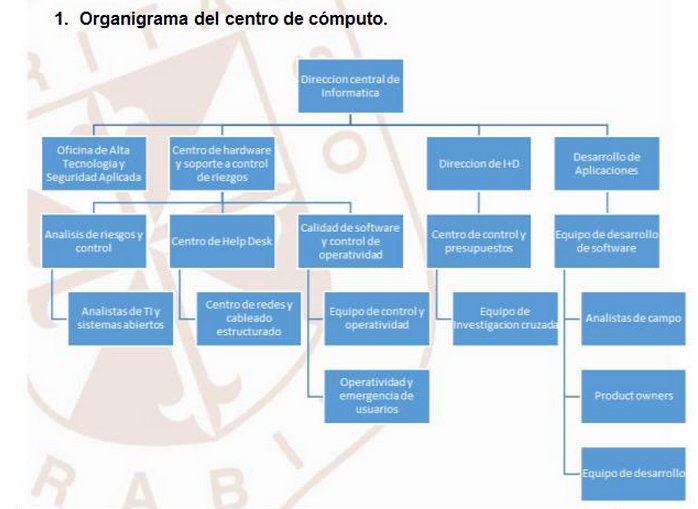 1. Organigrama del centro de cómputo.
Direccion central de
Informatica
Oficina de Alta
Tecnologia y
Seguridad Aplicada
Centro de hardware
y soporte a control
de riezgos
Direccion de I+D
Desarrollo de
Aplicaciones
Analisis de riesgos y
control
Centro de Help Desk
Calidad de software
y control de
operatividad
Centro de control y
presupuestos
Equipo de desarrollo
de software
Analistas de TI y
sistemas abiertos
Centro de redes y
cableado
estructurado
Equipo de control y
operatividad
Equipo de
Investigacion cruzada
Analistas de campo
Operatividad y
emergencia de
usuarios
Product owners
Equipo de desarrollo